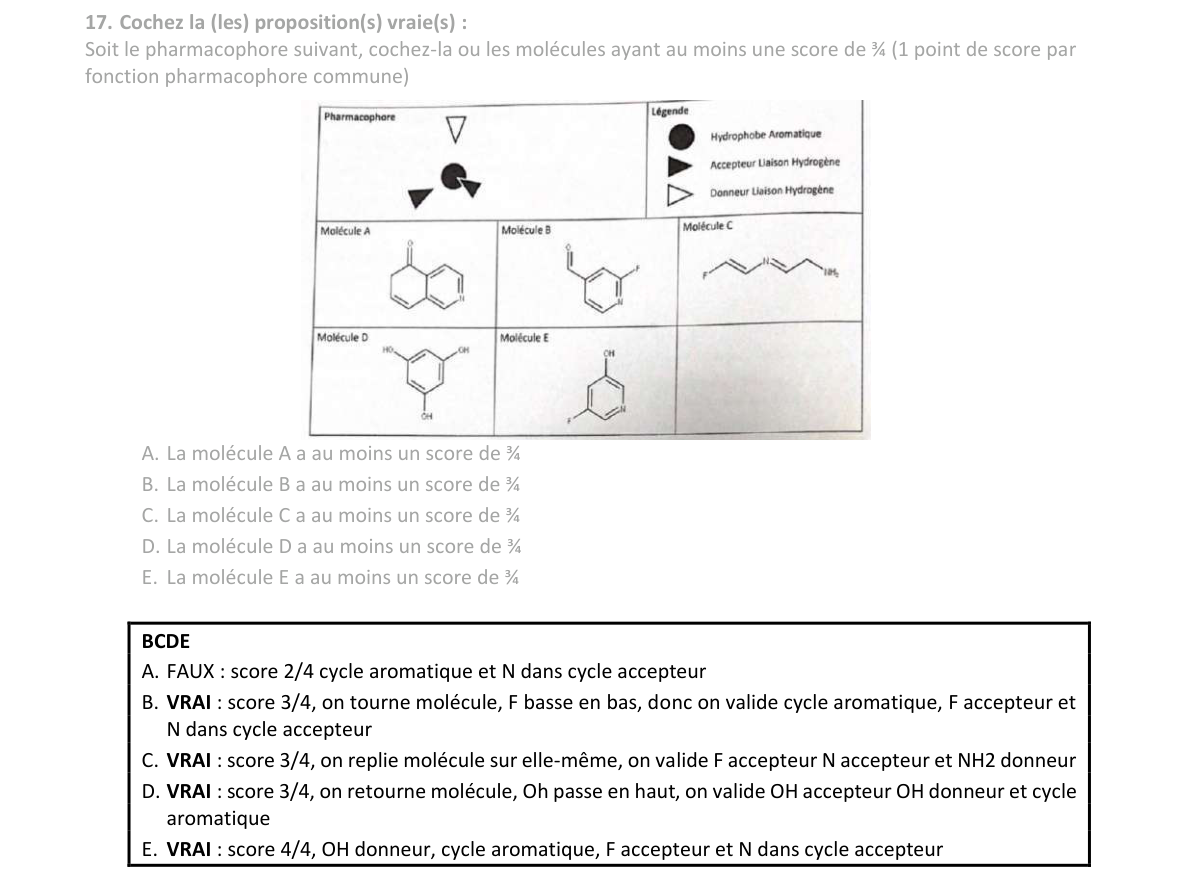 17. Cochez la (les) proposition(s) vraie(s) :
Soit le pharmacophore suivant, cochez-la ou les molécules ayant au moins une score de ¾ (1 point de score par
fonction pharmacophore commune)
Pharmacophore
Légende
Hydrophobe Aromatique
Accepteur Liaison Hydrogène
Donneur Liaison Hydrogène
Molécule A
Molécule B
Molécule C
O
N
O
F
N
F
N
NH₂
Molécule D
Molécule E
HO
OH
OH
OH
F
N
A. La molécule A a au moins un score de ¾
B. La molécule B a au moins un score de ¾
C. La molécule C a au moins un score de ¾
D. La molécule D a au moins un score de ¾
E. La molécule E a au moins un score de ¾
BCDE
A. FAUX : score 2/4 cycle aromatique et N dans cycle accepteur
B. VRAI : score 3/4, on tourne molécule, F basse en bas, donc on valide cycle aromatique, F accepteur et
N dans cycle accepteur
C. VRAI : score 3/4, on replie molécule sur elle-même, on valide F accepteur N accepteur et NH2 donneur
D. VRAI : score 3/4, on retourne molécule, Oh passe en haut, on valide OH accepteur OH donneur et cycle
aromatique
E. VRAI : score 4/4, OH donneur, cycle aromatique, F accepteur et N dans cycle accepteur